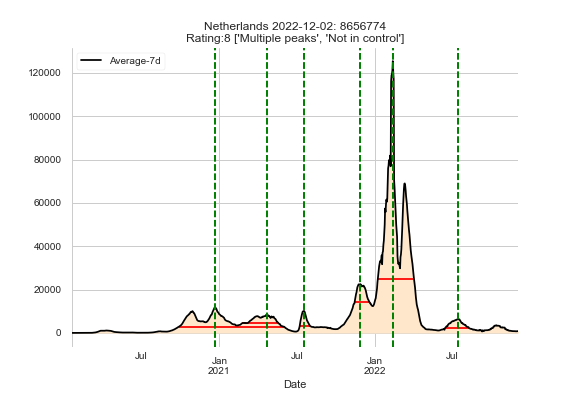 Netherlands 2022-12-02: 8656774
Rating:8 ['Multiple peaks', 'Not in control']
Average-7d
120000
100000
80000
60000
40000
20000
0
Jul
Jan
2021
Jul
Jan
2022
Jul
Date